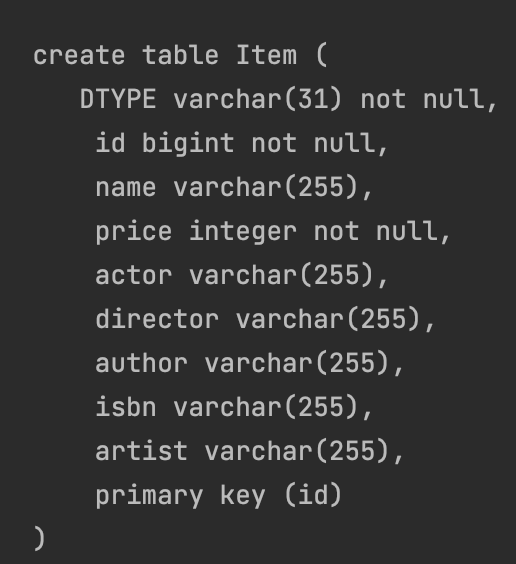 create table Item (
DTYPE varchar(31) not null,
id bigint not null,
name varchar(255),
price integer not null,
actor varchar(255),
director varchar(255),
author varchar(255),
isbn varchar(255),
artist varchar(255),
primary key (id)
)